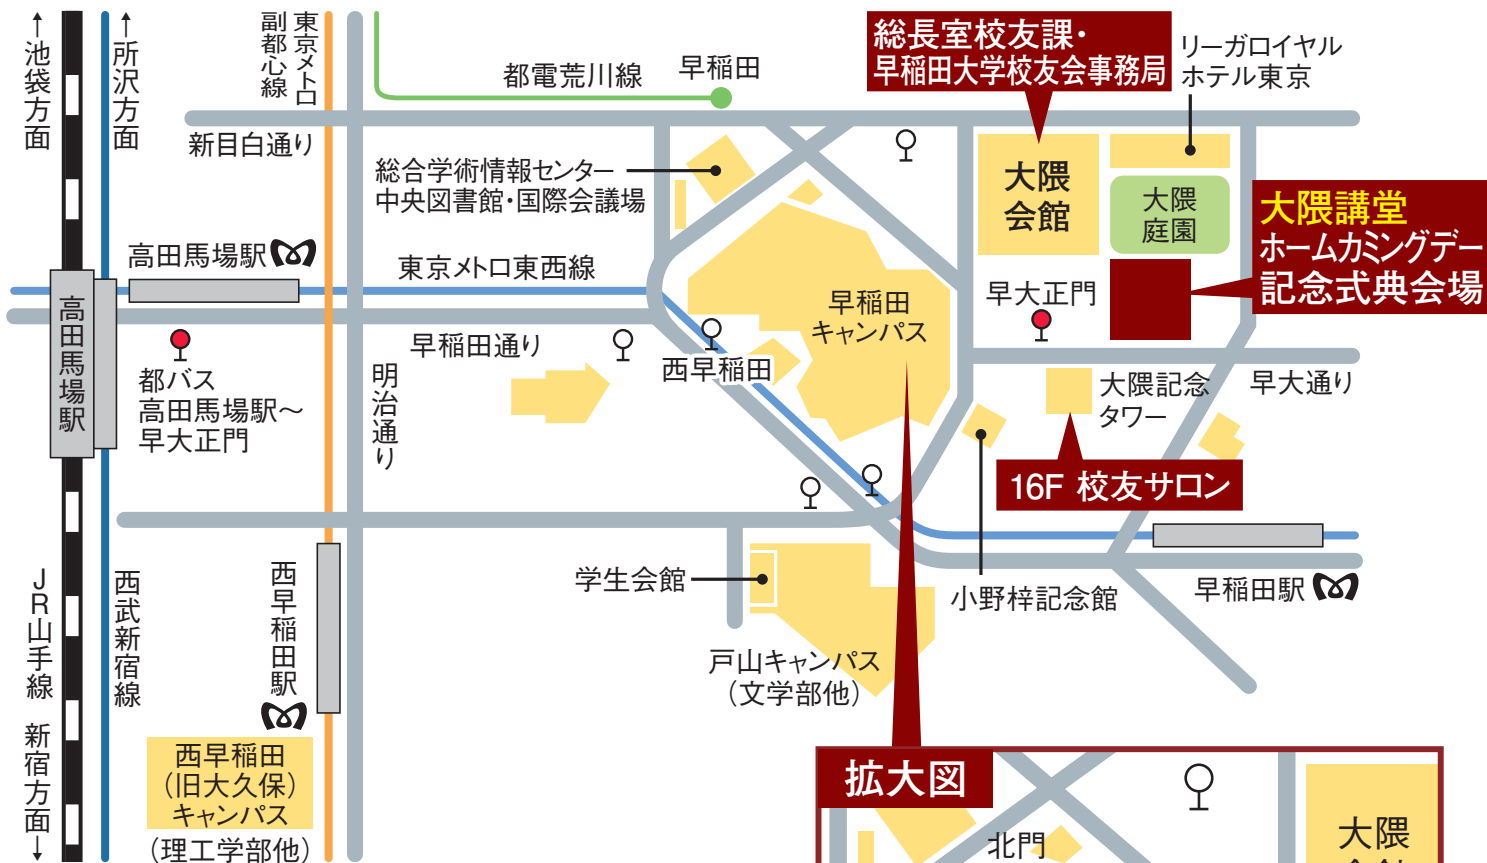 ↑池袋方面
↑所沢方面
東京メトロ
副都心線
都電荒川線
早稲田
総長室校友課・
早稲田大学校友会事務局
リーガロイヤル
ホテル東京
新目白通り
総合学術情報センター
中央図書館・国際会議場
大隈
会館
大隈
庭園
大隈講堂
ホームカミングデー
記念式典会場
高田馬場駅
東京メトロ東西線
高田馬場駅
早稲田
キャンパス
早大正門
都バス
高田馬場駅～
早大正門
早稲田通り
明治通り
西早稲田
大隈記念
タワー
早大通り
16F 校友サロン
JR山手線 新宿方面↓
西武新宿線
西早稲田駅
学生会館
小野梓記念館
早稲田駅
戸山キャンパス
（文学部他）
西早稲田
（旧大久保）
キャンパス
（理工学部他）
拡大図
北門
大隈